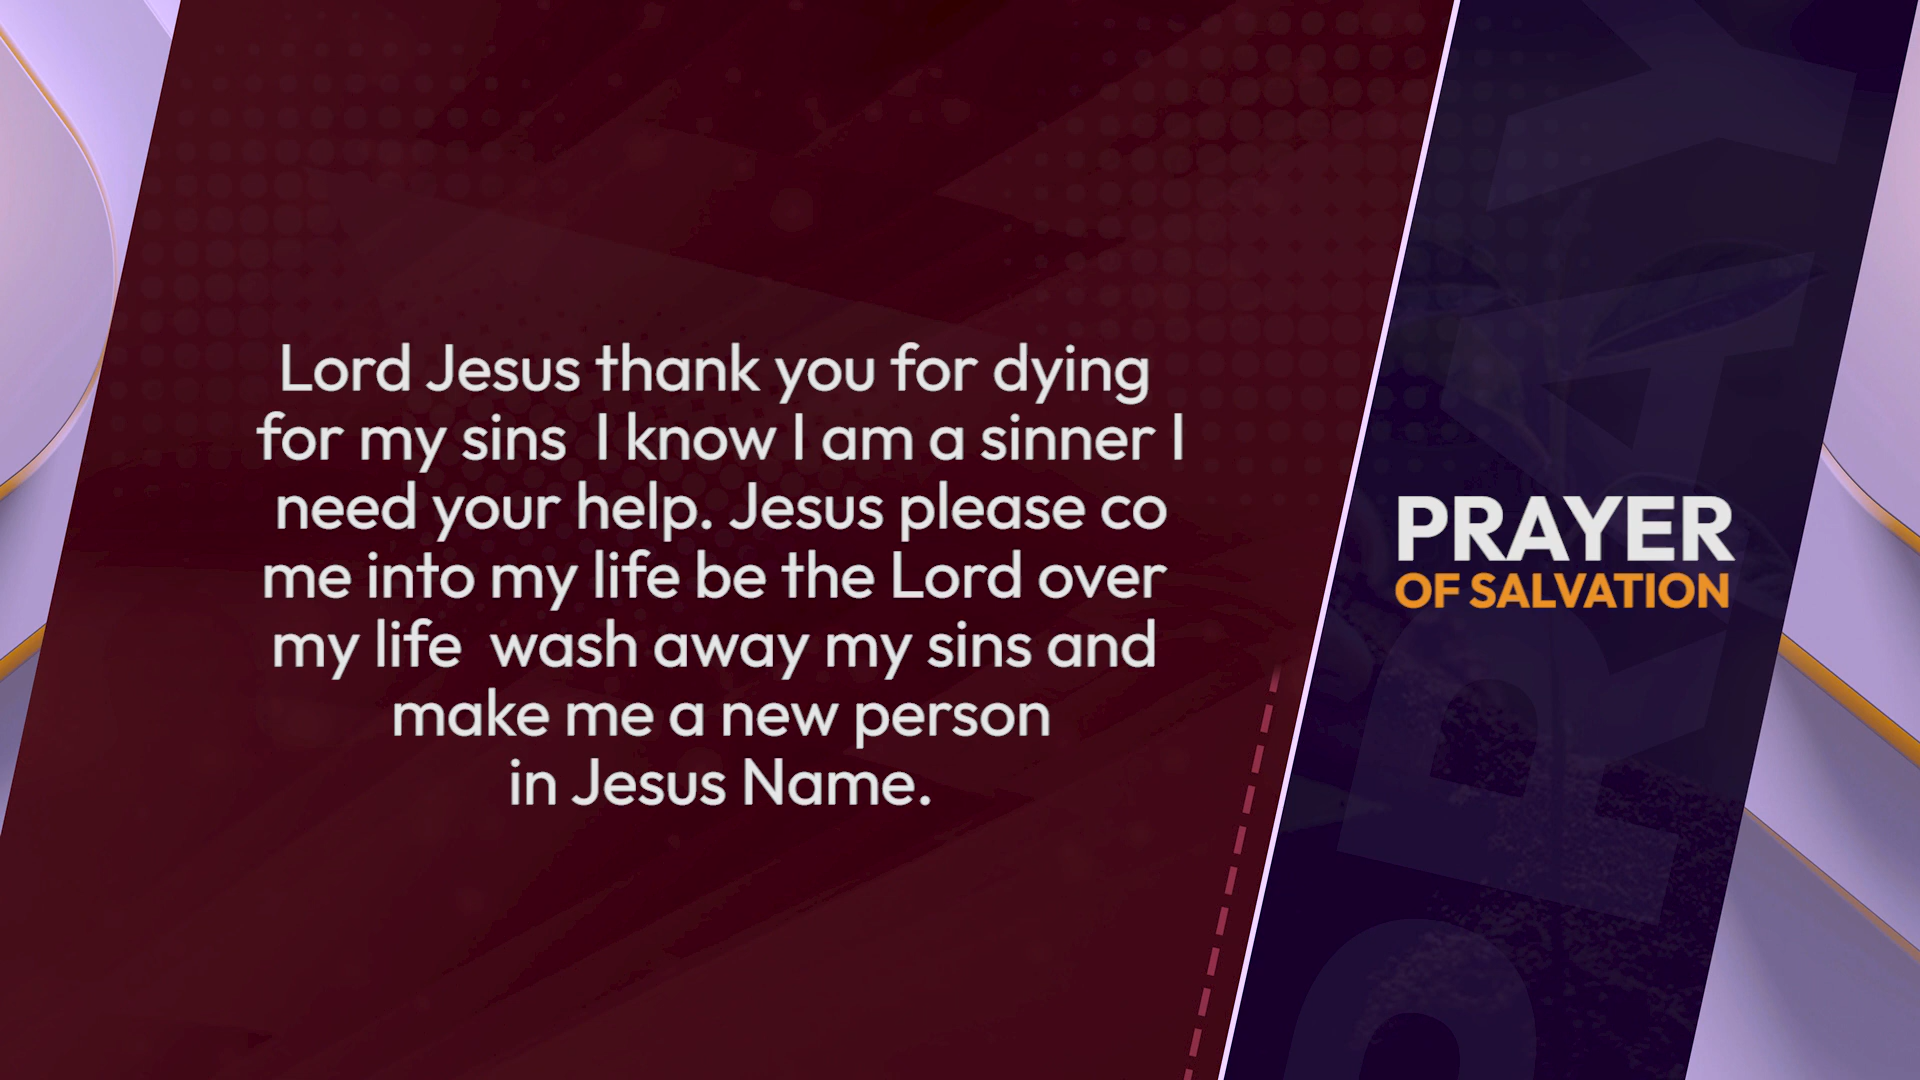 Lord Jesus thank you for dying
for my sins  I know I am a sinner I
need your help. Jesus please co
me into my life be the Lord over
my life  wash away my sins and
make me a new person
in Jesus Name.
PRAYER
OF SALVATION
PRAY